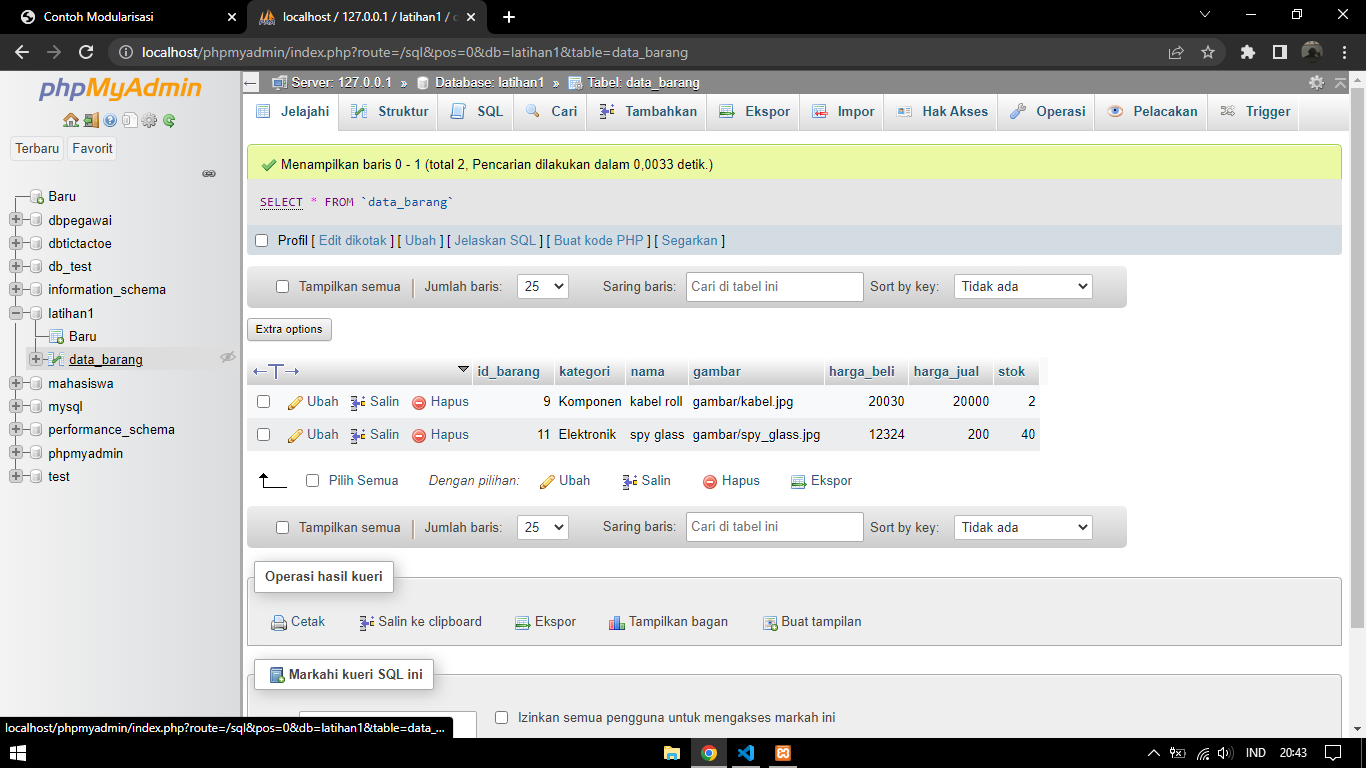 Contoh Modularisasi
localhost / 127.0.0.1 / latihan1 /
localhost/phpmyadmin/index.php?route=/sql&pos=0&db=latihan1&table=data_barang
phpMyAdmin
Terbaru Favorit
Baru
dbpegawai
dbtictactoe
db_test
information_schema
latihan1
Baru
data_barang
mahasiswa
mysql
performance_schema
phpmyadmin
test
Server: 127.0.0.1 » Database: latihan1 » Tabel: data_barang
Jelajahi Struktur SQL Cari Tambahkan Ekspor Impor Hak Akses Operasi Pelacakan Trigger
Menampilkan baris 0 - 1 (total 2, Pencarian dilakukan dalam 0,0033 detik.)
SELECT * FROM `data_barang`
Profil [ Edit dikotak ] [ Ubah ] [ Jelaskan SQL ] [ Buat kode PHP ] [ Segarkan ]
Tampilkan semua Jumlah baris: 25 Saring baris: Cari di tabel ini Sort by key: Tidak ada
Extra options
←T→ id_barang kategori nama gambar harga_beli harga_jual stok
Ubah Salin Hapus 9 Komponen kabel roll gambar/kabel.jpg 20030 20000 2
Ubah Salin Hapus 11 Elektronik spy glass gambar/spy_glass.jpg 12324 200 40
Pilih Semua Dengan pilihan: Ubah Salin Hapus Ekspor
Tampilkan semua Jumlah baris: 25 Saring baris: Cari di tabel ini Sort by key: Tidak ada
Operasi hasil kueri
Cetak Salin ke clipboard Ekspor Tampilkan bagan Buat tampilan
Markahi kueri SQL ini
Izinkan semua pengguna untuk mengakses markah ini
localhost/phpmyadmin/index.php?route=/sql&pos=0&db=latihan1&table=data_...
IND 20:43